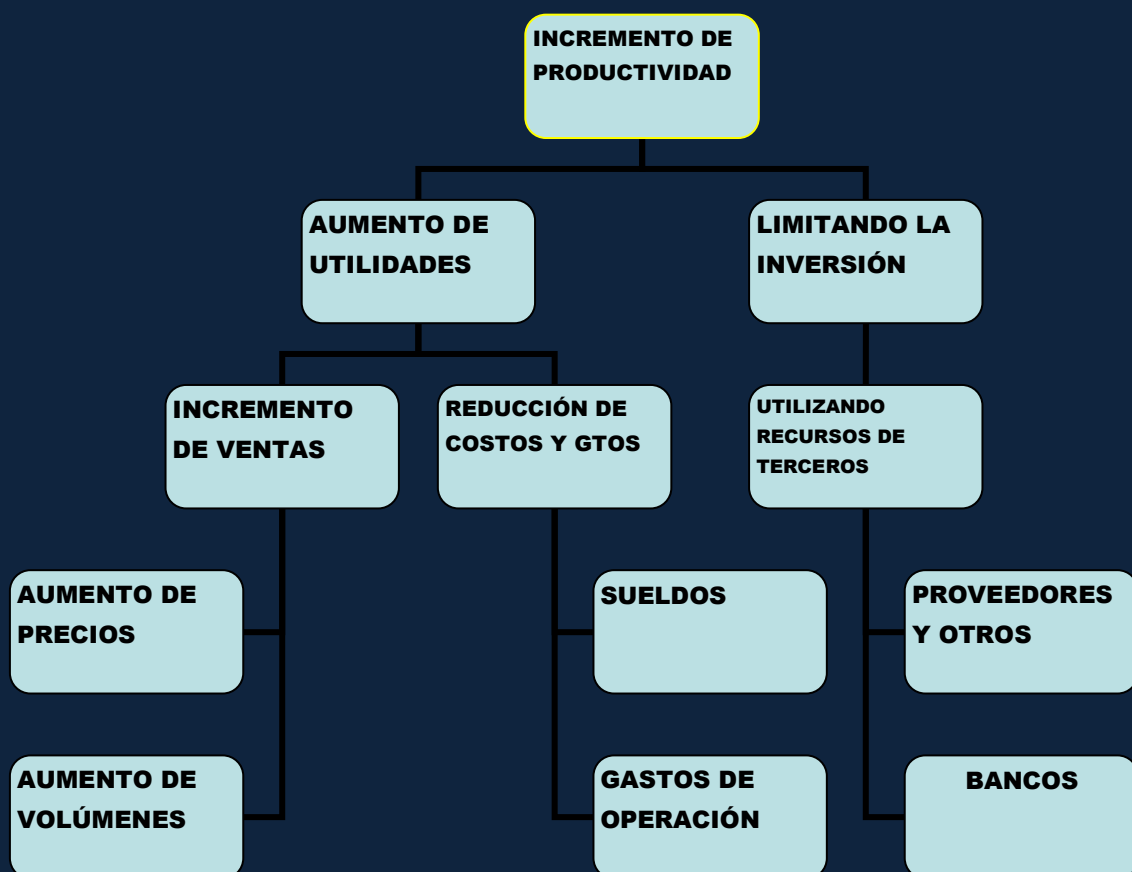 INCREMENTO DE
PRODUCTIVIDAD
AUMENTO DE
UTILIDADES
LIMITANDO LA
INVERSIÓN
INCREMENTO
DE VENTAS
REDUCCIÓN DE
COSTOS Y GTOS
UTILIZANDO
RECURSOS DE
TERCEROS
AUMENTO DE
PRECIOS
SUELDOS
PROVEEDORES
Y OTROS
AUMENTO DE
VOLÚMENES
GASTOS DE
OPERACIÓN
BANCOS